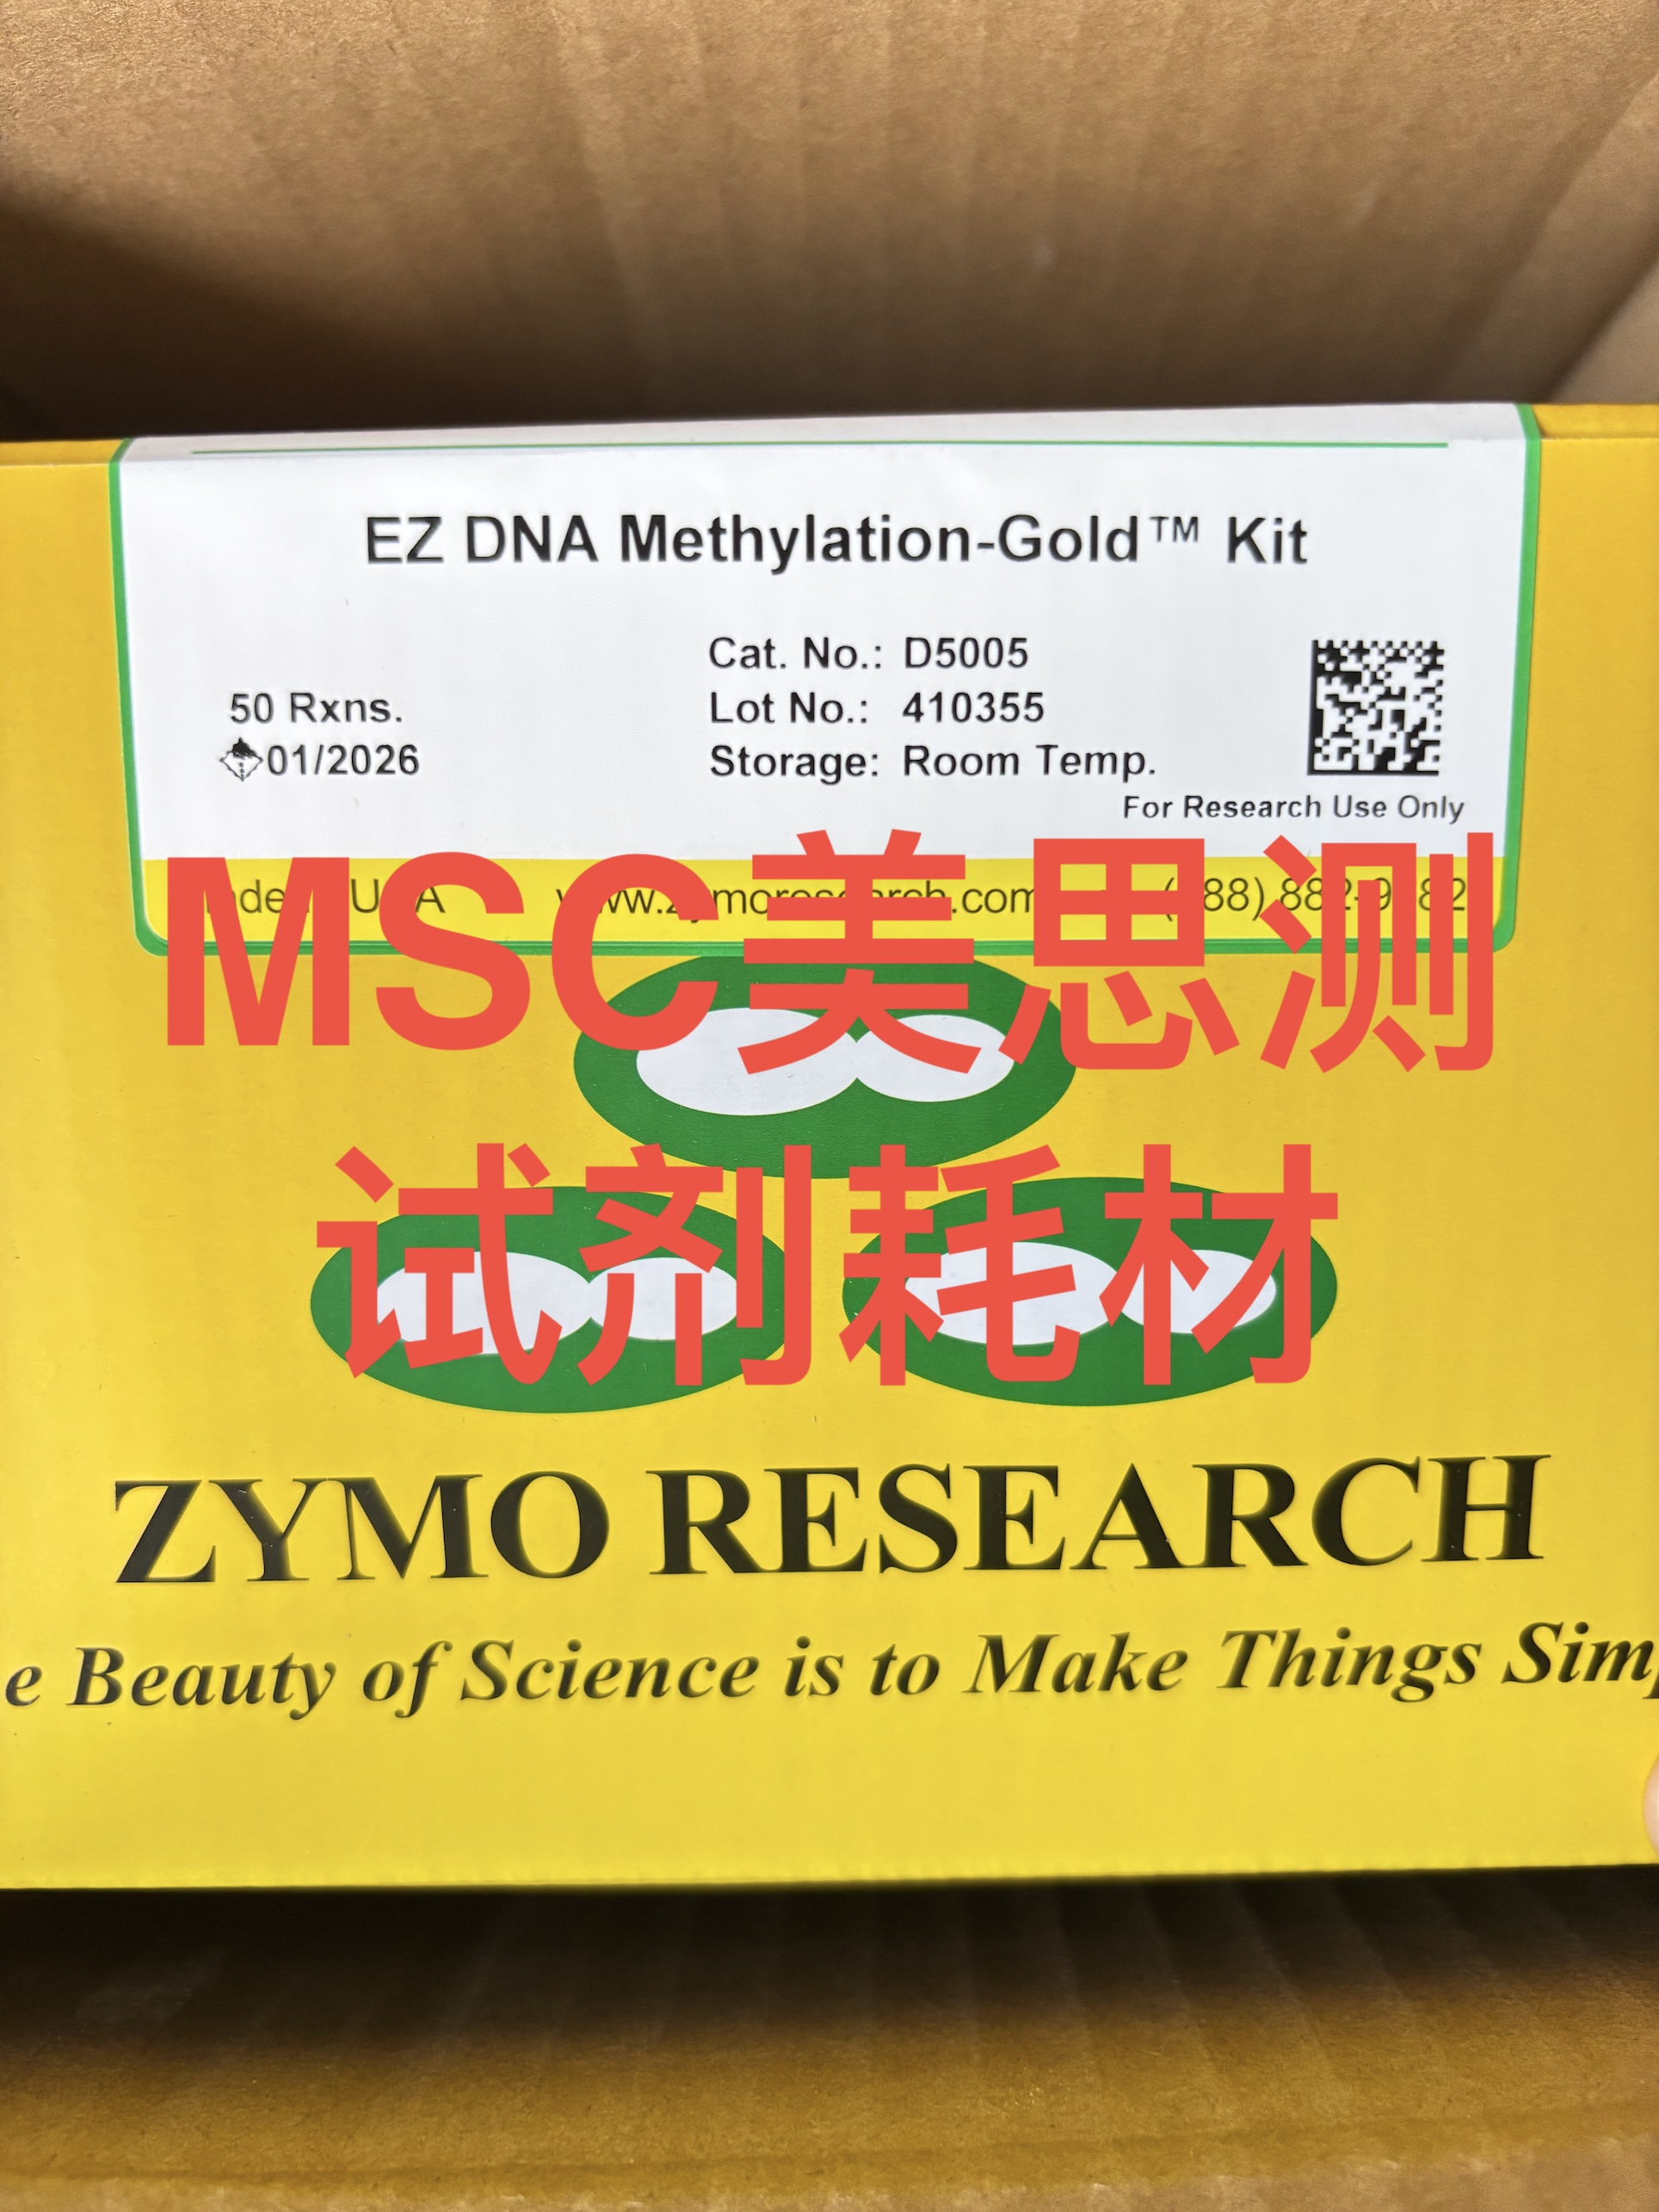 EZ DNA Methylation-Gold™ Kit
Cat. No.: D5005
50 Rxns.
Lot No.: 410355
01/2026
Storage: Room Temp.
For Research Use Only
MSC美思测
试剂耗材
ZYMO RESEARCH
e Beauty of Science is to Make Things Sim